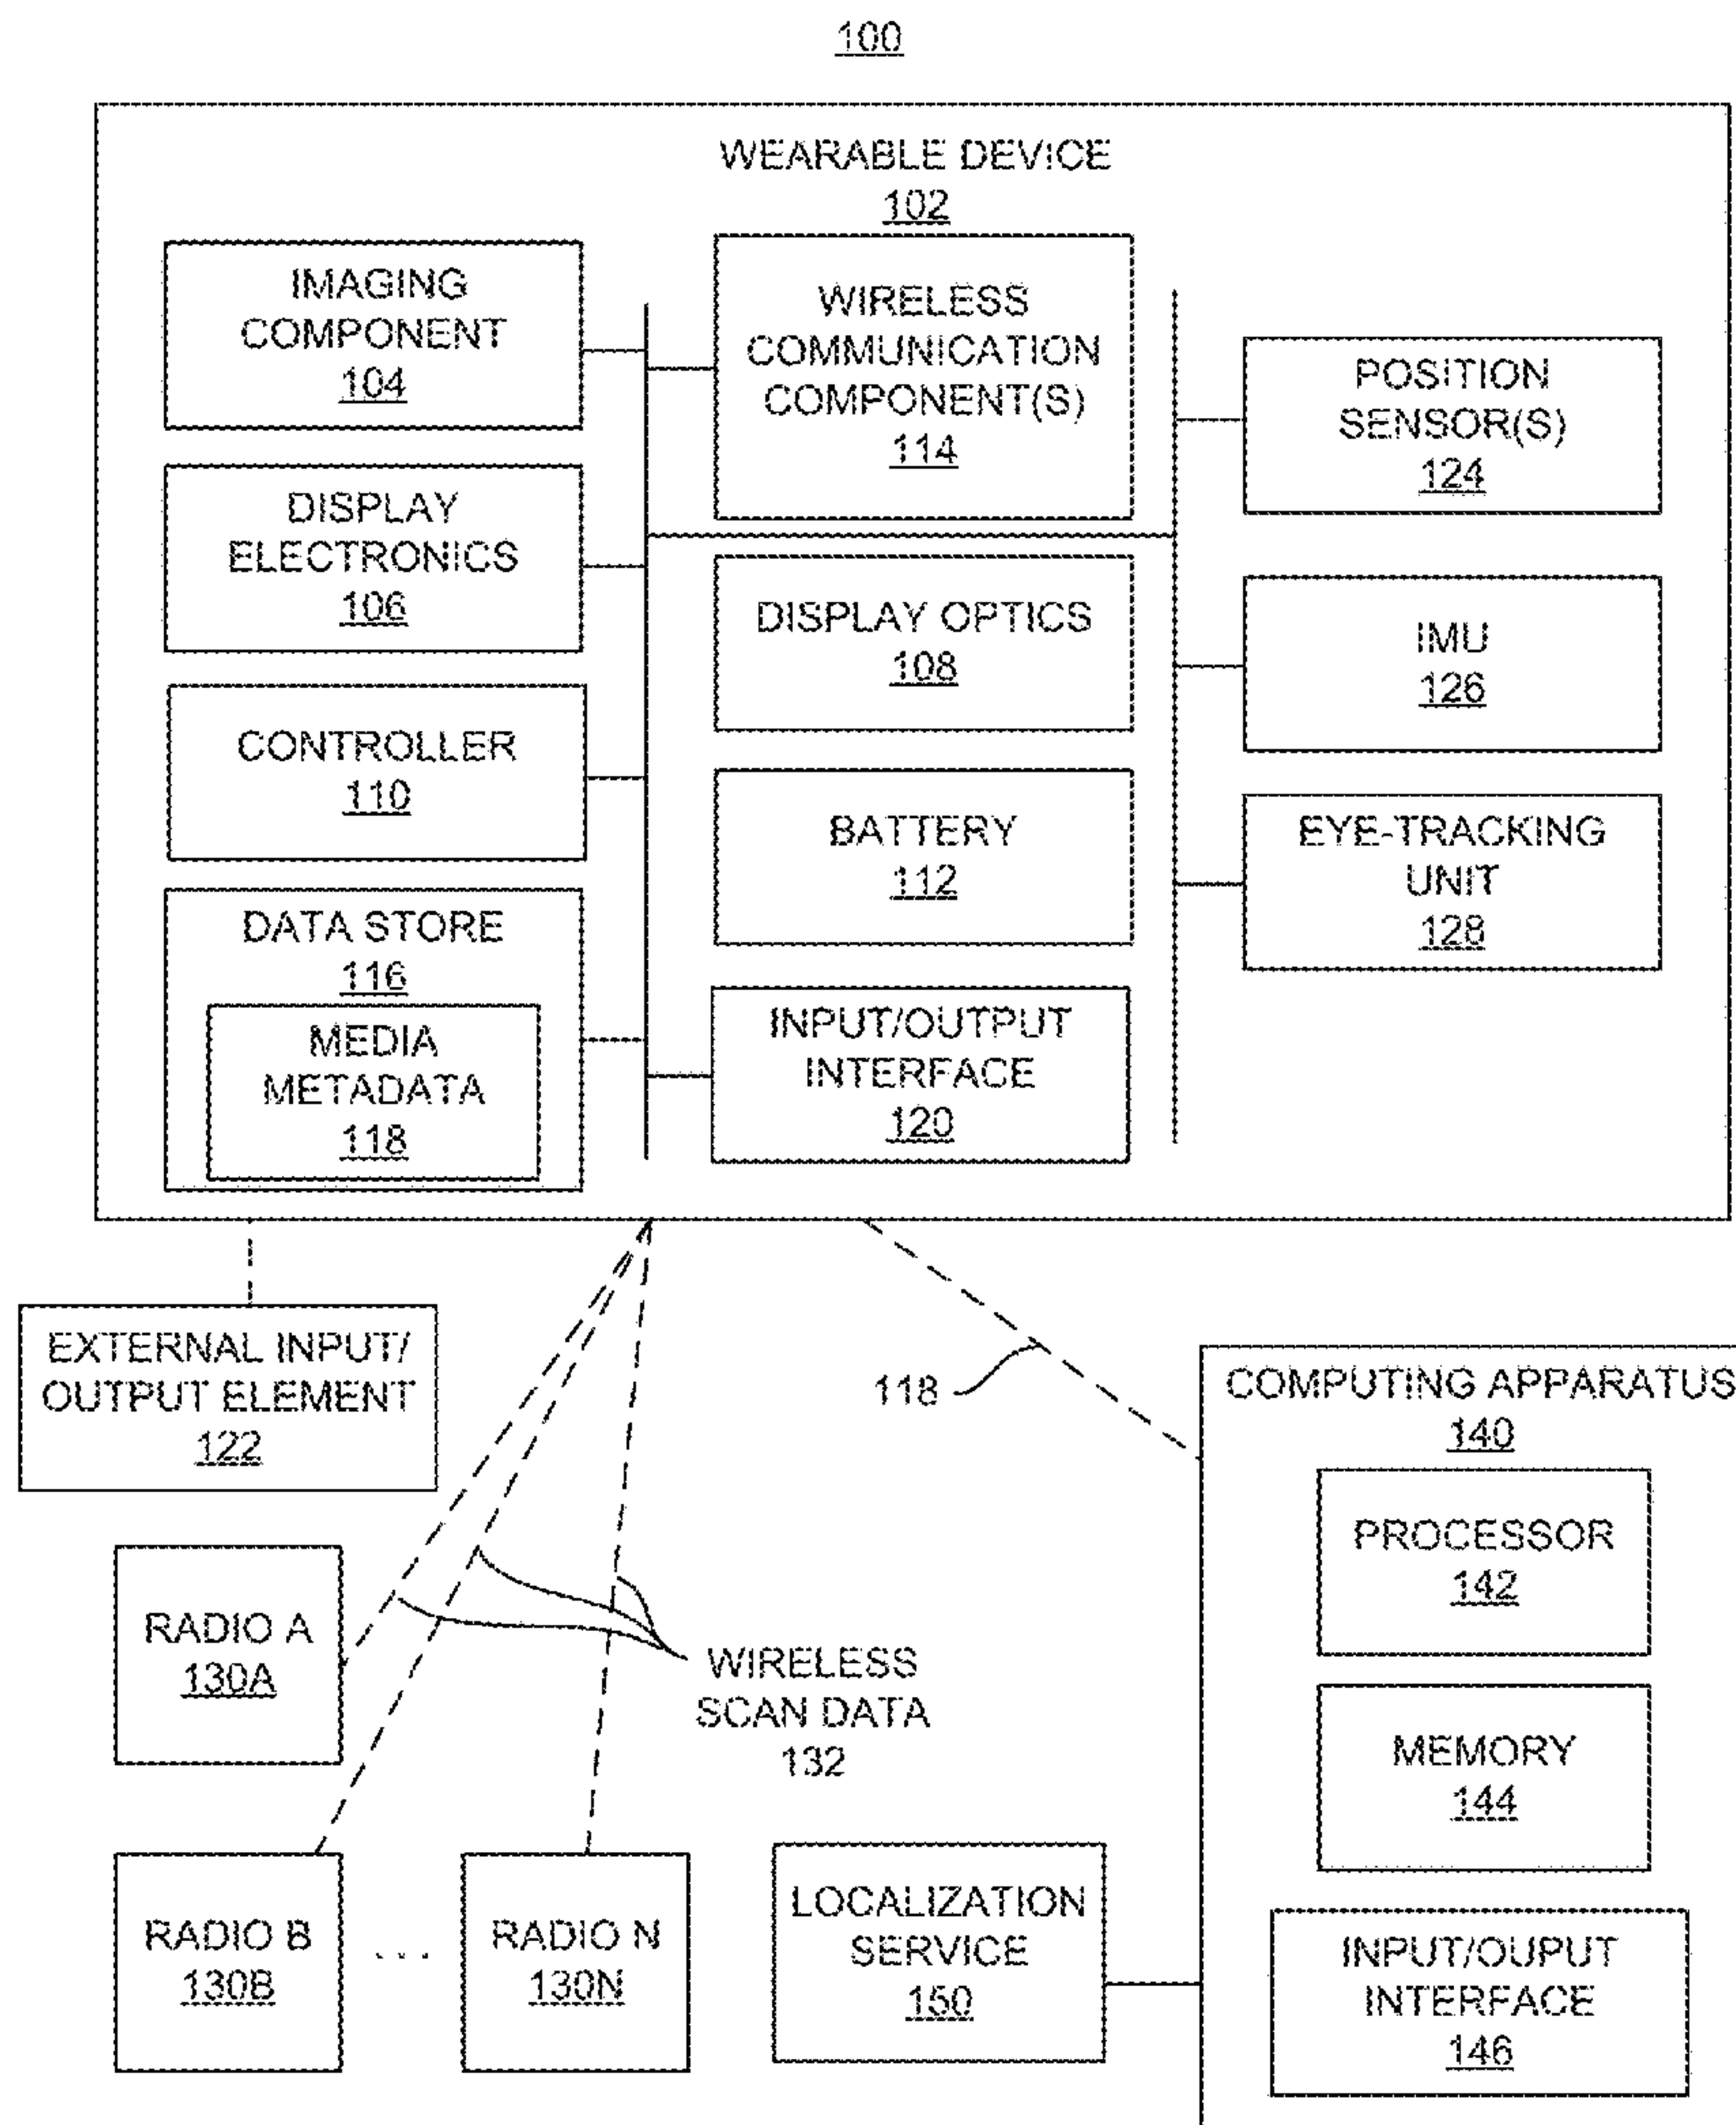 100
WEARABLE DEVICE
102
IMAGING
COMPONENT
104
WIRELESS
COMMUNICATION
COMPONENT(S)
114
POSITION
SENSOR(S)
124
DISPLAY
ELECTRONICS
106
DISPLAY OPTICS
108
IMU
126
CONTROLLER
110
BATTERY
112
EYE-TRACKING
UNIT
128
DATA STORE
116
MEDIA
METADATA
118
INPUT/OUTPUT
INTERFACE
120
EXTERNAL INPUT/
OUTPUT ELEMENT
122
118
COMPUTING APPARATUS
140
PROCESSOR
142
RADIO A
130A
WIRELESS
SCAN DATA
132
MEMORY
144
RADIO B
130B
. . .
RADIO N
130N
LOCALIZATION
SERVICE
150
INPUT/OUPUT
INTERFACE
146